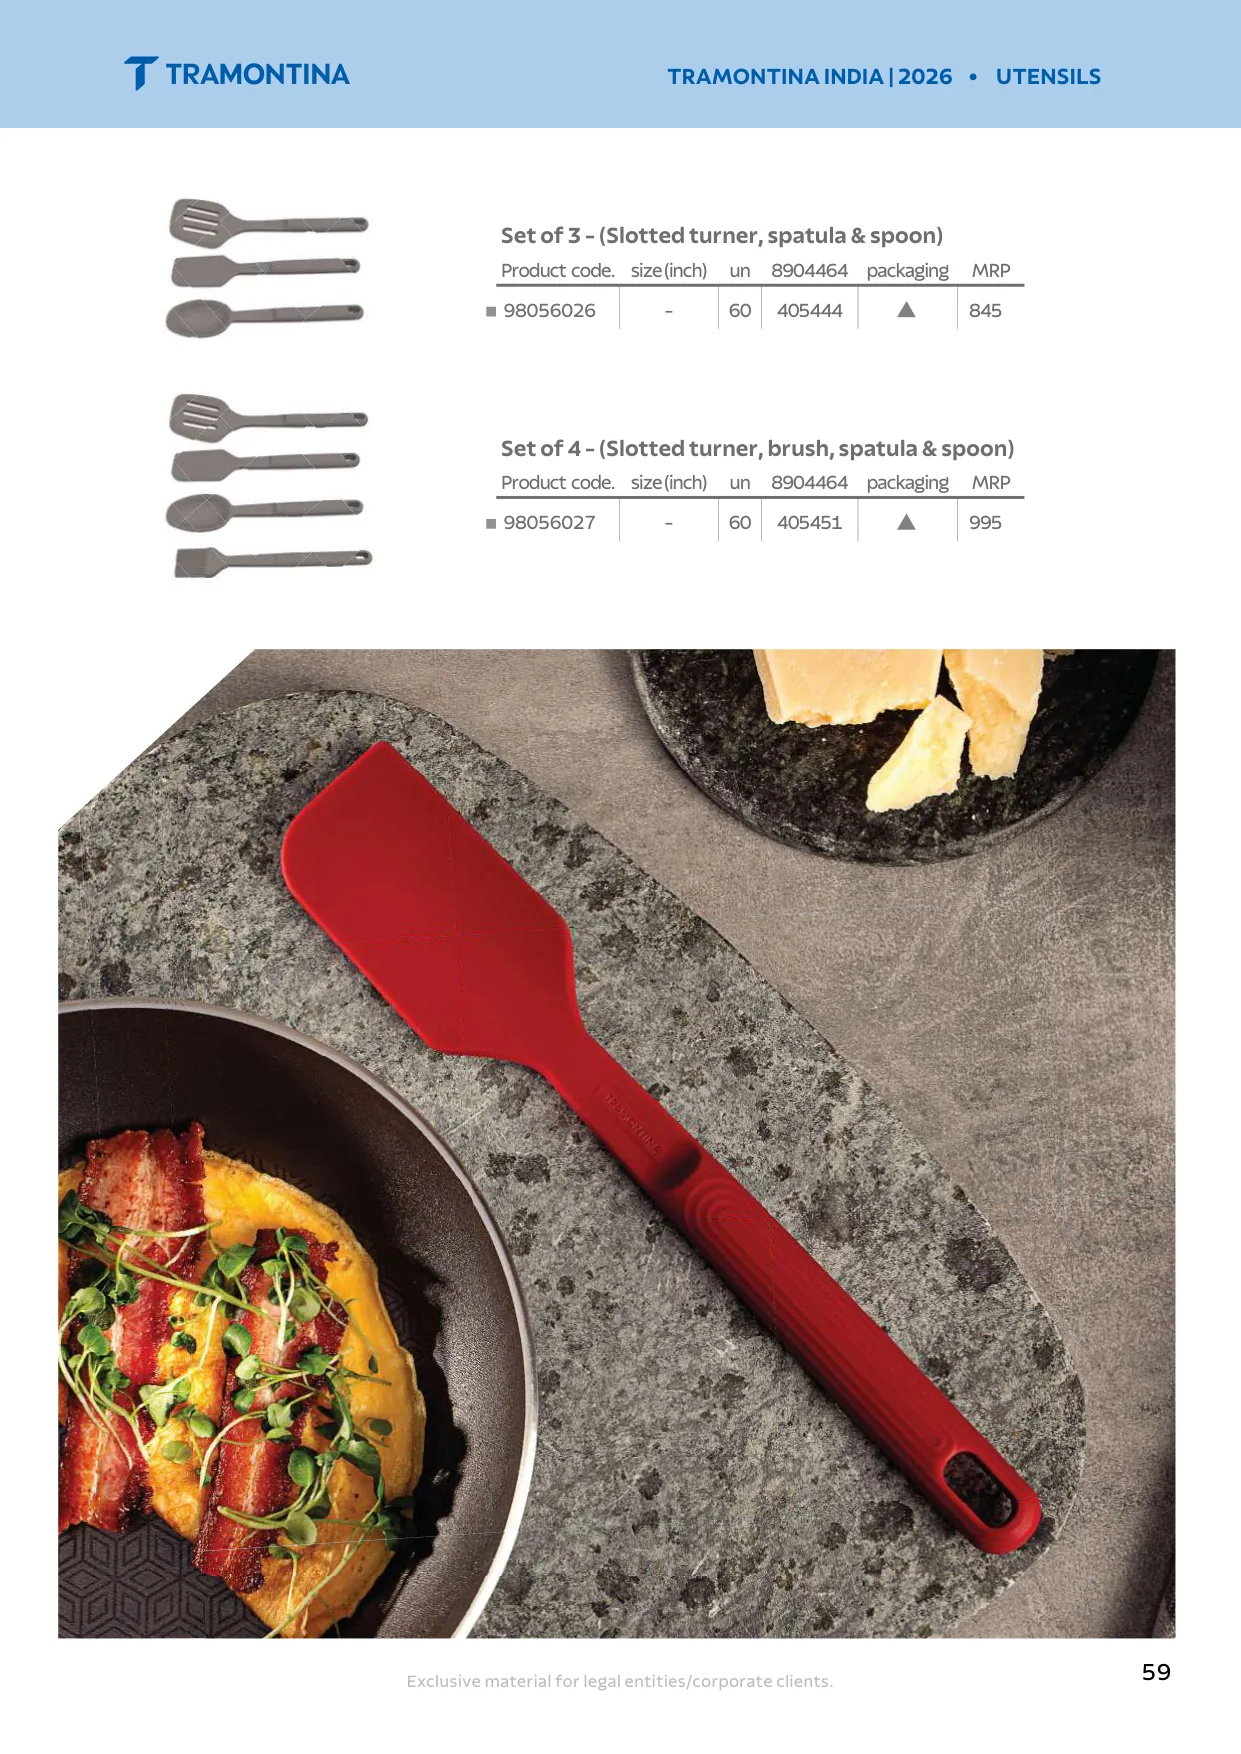 TRAMONTINA
TRAMONTINA INDIA | 2026 • UTENSILS
Set of 3 - (Slotted turner, spatula & spoon)
Product code. size (inch) un 8904464 packaging MRP
■ 98056026 - 60 405444 ▲ 845
Set of 4 - (Slotted turner, brush, spatula & spoon)
Product code. size (inch) un 8904464 packaging MRP
■ 98056027 - 60 405451 ▲ 995
TRAMONTINA
Exclusive material for legal entities/corporate clients.
59